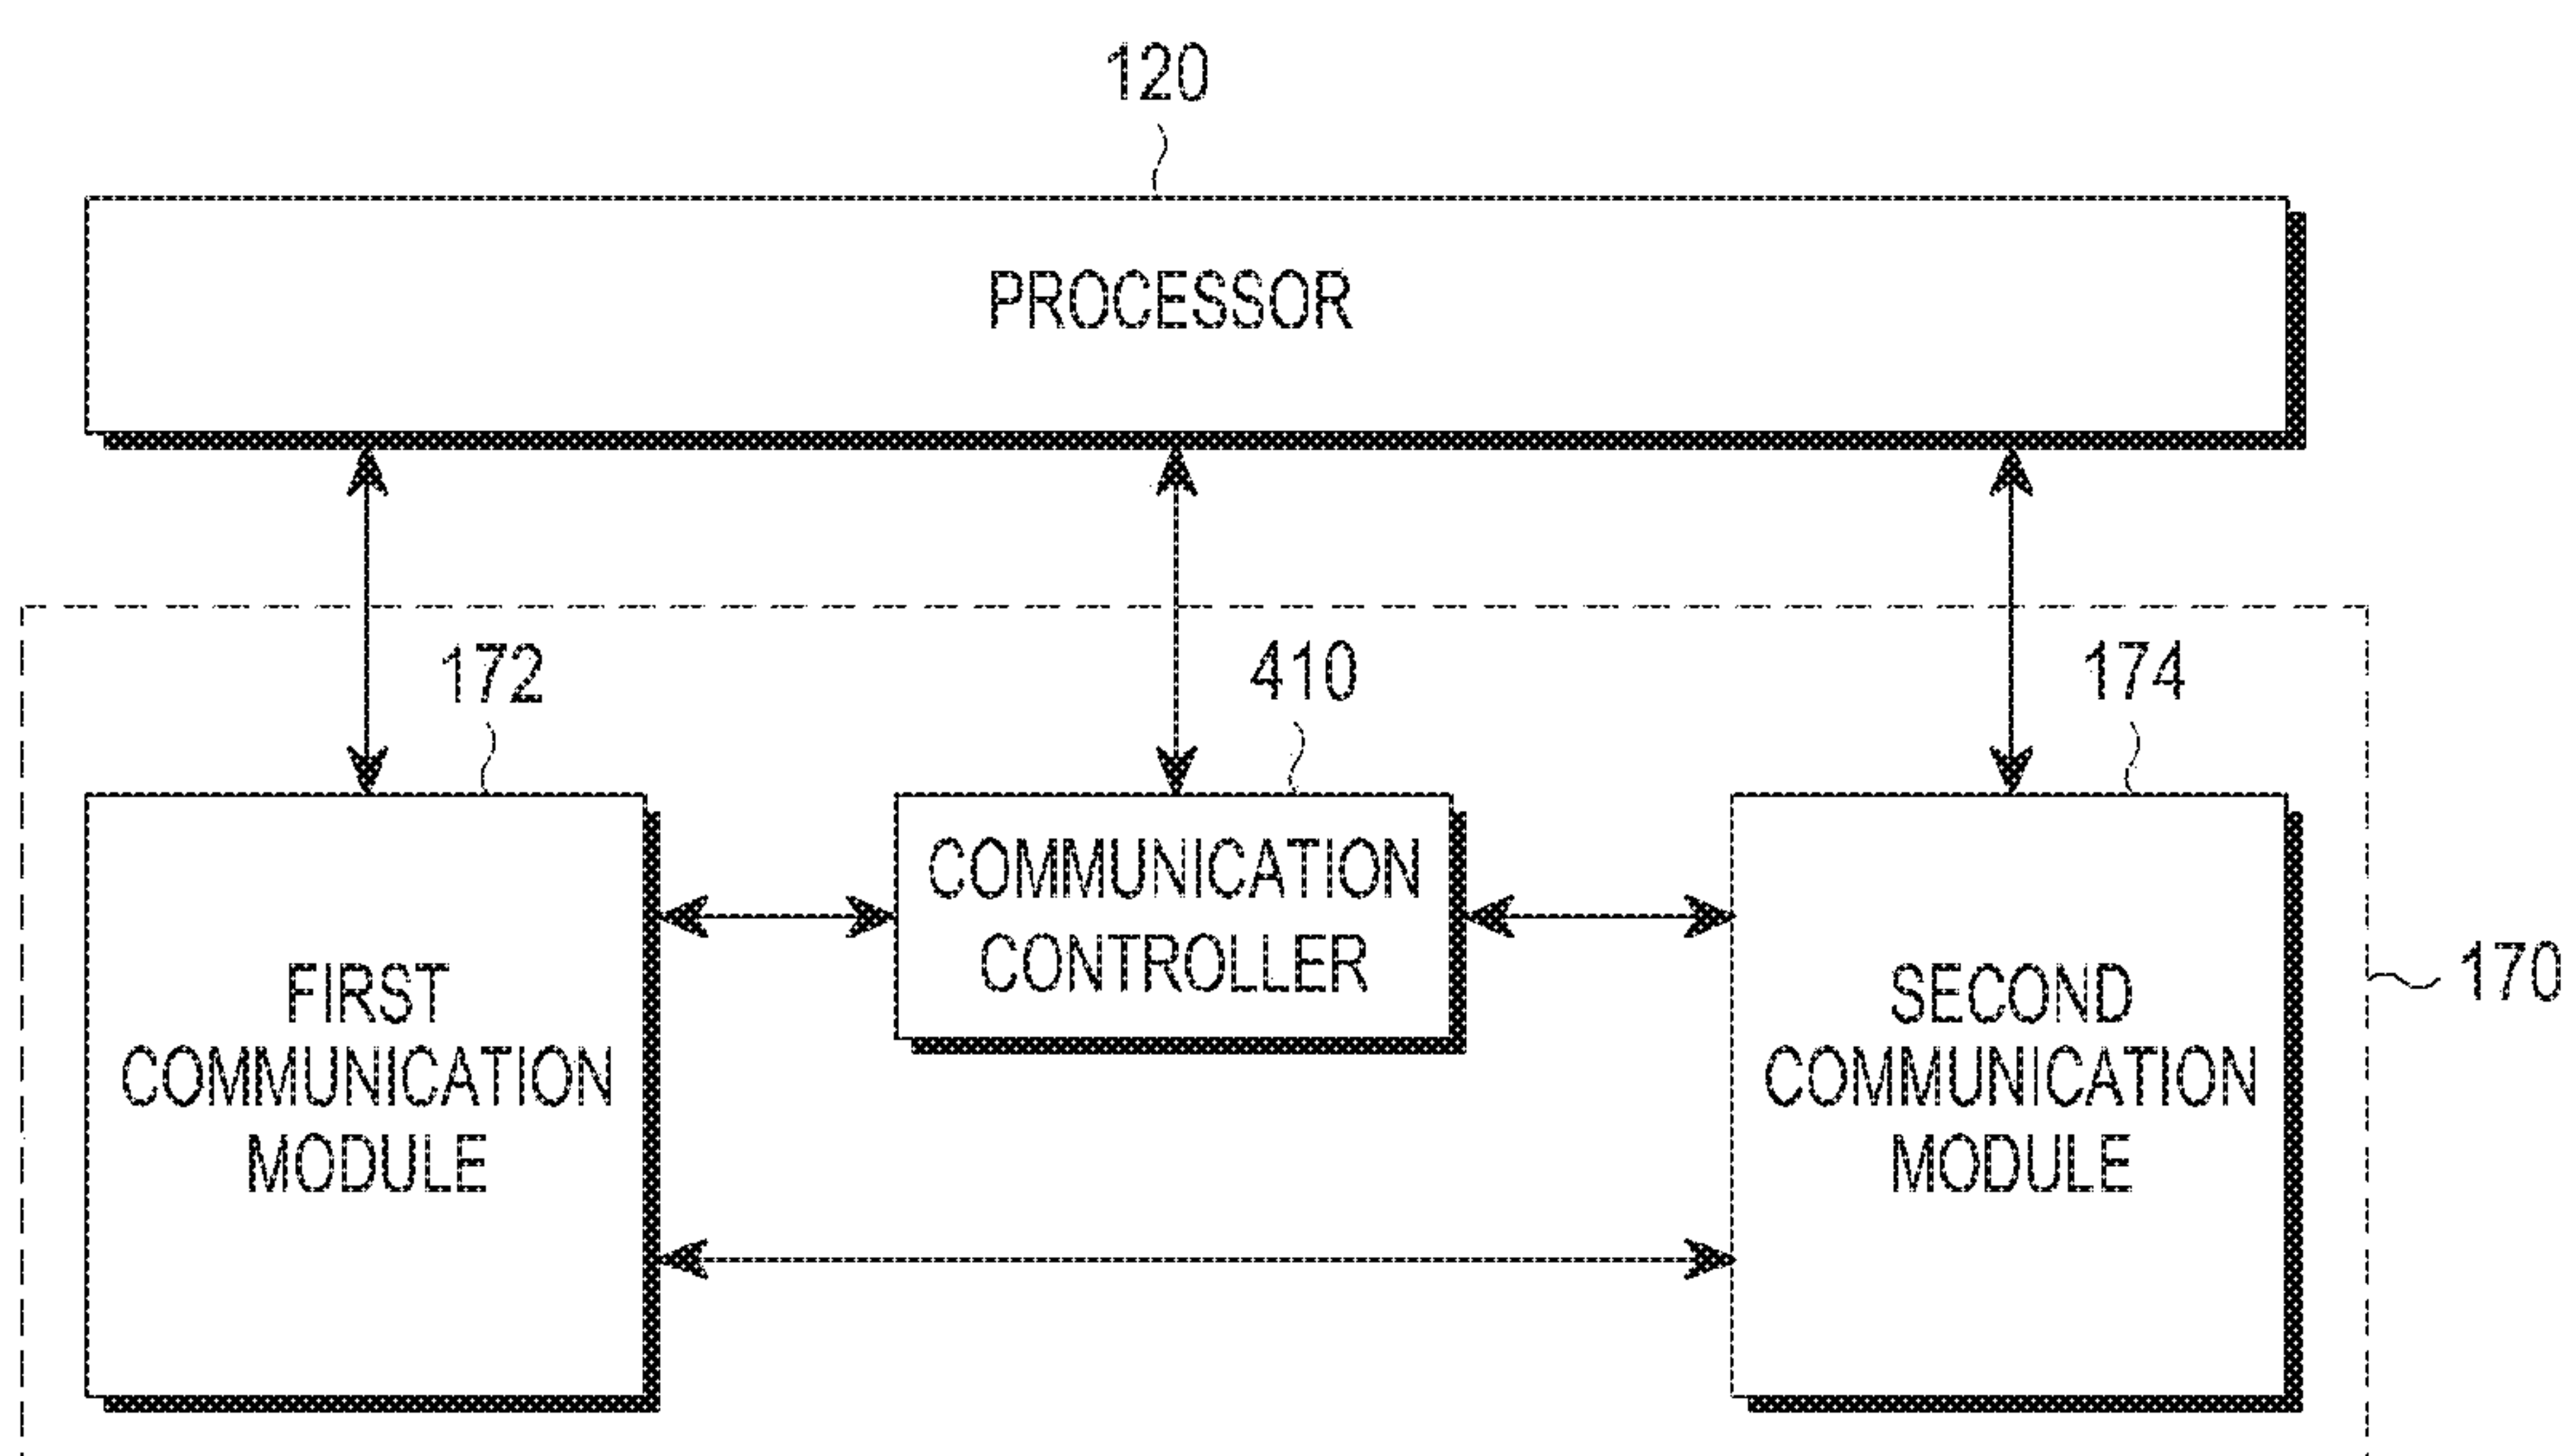 120
PROCESSOR
172
410
174
COMMUNICATION
CONTROLLER
FIRST
COMMUNICATION
MODULE
SECOND
COMMUNICATION
MODULE
170